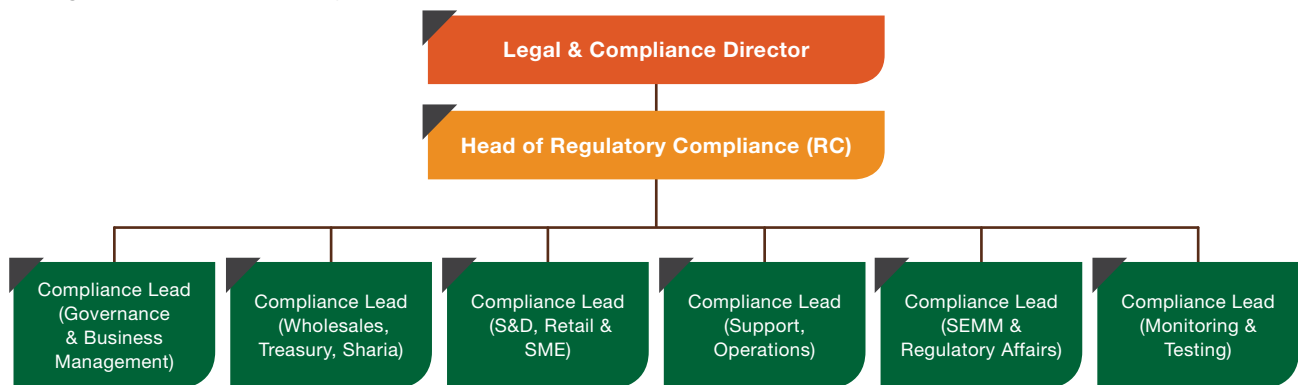 Legal & Compliance Director
Head of Regulatory Compliance (RC)
Compliance Lead
(Governance
& Business
Management)
Compliance Lead
(Wholesales,
Treasury, Sharia)
Compliance Lead
(S&D, Retail &
SME)
Compliance Lead
(Support,
Operations)
Compliance Lead
(SEMM &
Regulatory Affairs)
Compliance Lead
(Monitoring &
Testing)